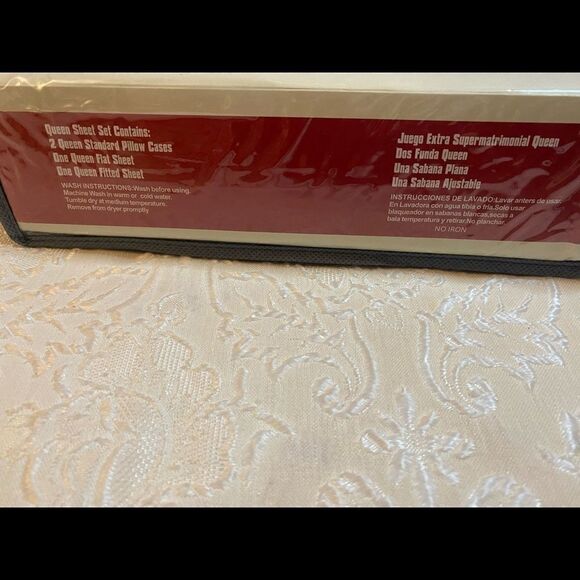 Queen Sheet Set Contains:
2 Queen Standard Pillow Cases
One Queen Flat Sheet
One Queen Fitted Sheet
WASH INSTRUCTIONS:Wash before using.
Machine Wash in warm or cold water.
Tumble dry at medium temperature.
Remove from dryer promptly
Juego Extra Supermatrimonial Queen
Dos Funda Queen
Una Sabana Plana
Una Sabana Ajustable
INSTRUCCIONES DE LAVADO:Lavar anters de usar.
En Lavadora con agua tibia o fria.Solo usar
blaqueador en sabanas blancas,secas a
bala temperatura y retirar.No planchar
NO IRON